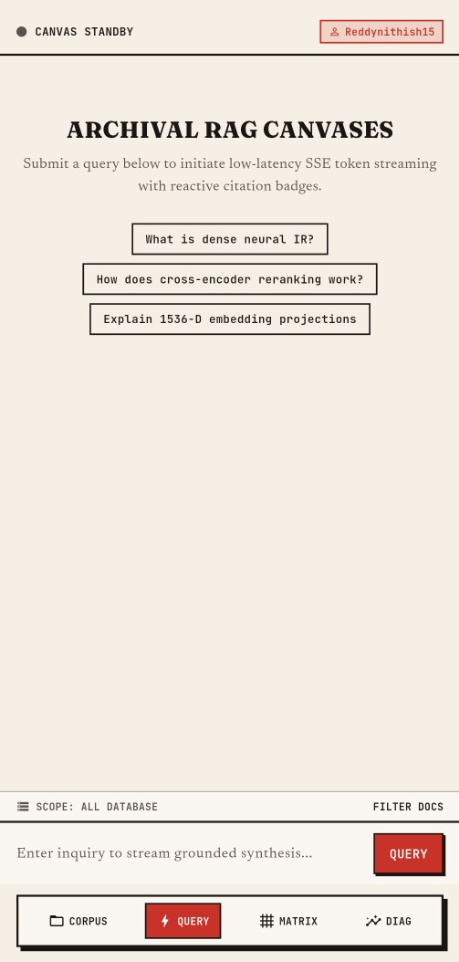 CANVAS STANDBY
Reddynithish15
ARCHIVAL RAG CANVASES
Submit a query below to initiate low-latency SSE token streaming
with reactive citation badges.
What is dense neural IR?
How does cross-encoder reranking work?
Explain 1536-D embedding projections
SCOPE: ALL DATABASE
FILTER DOCS
Enter inquiry to stream grounded synthesis...
QUERY
CORPUS
QUERY
MATRIX
DIAG